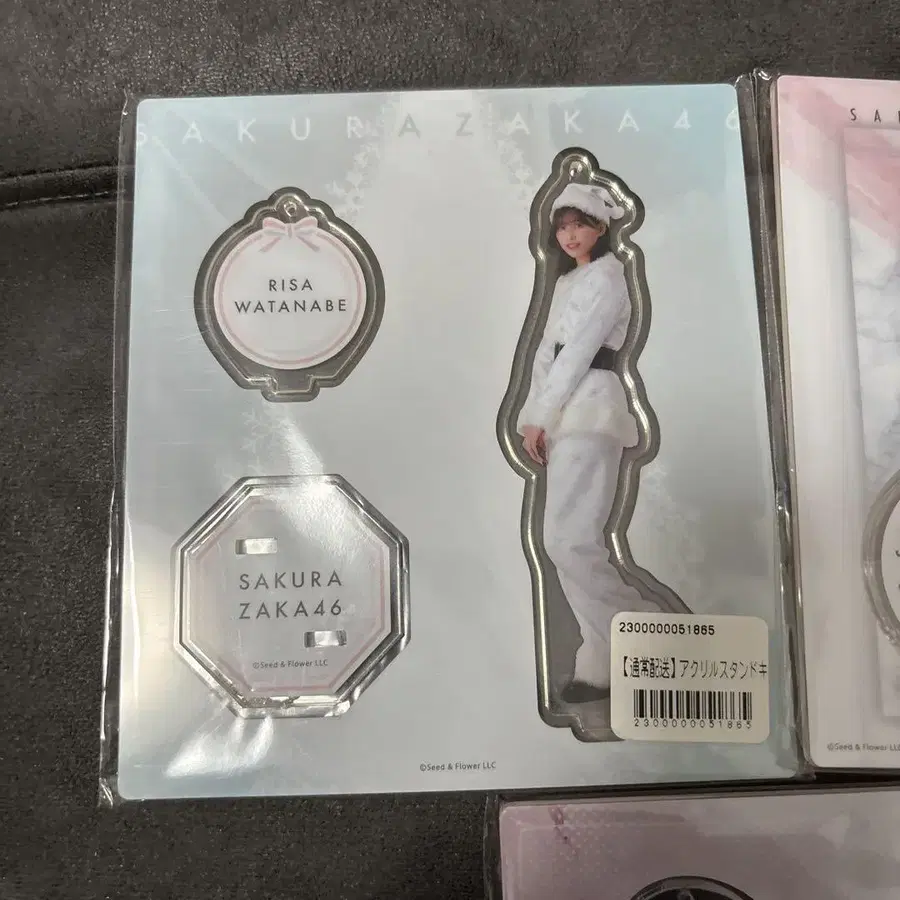 SAKURAZAKA46
RISA
WATANABE
SAKURA
ZAKA46
©Seed & Flower LLC
2300000051865
【通常配送】アクリルスタンドキ
2300000051865
©Seed & Flower LLC
SA
©Seed & Flower LLC